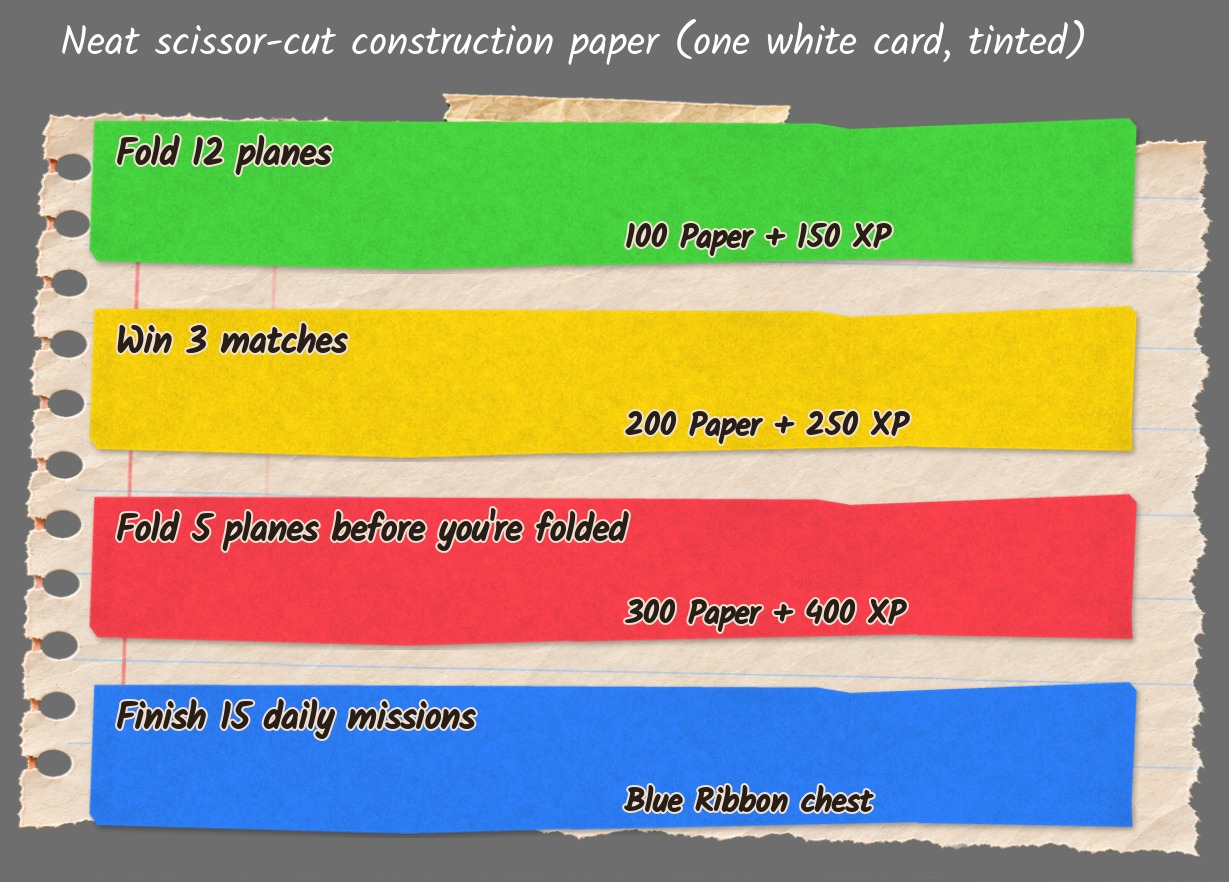 Neat scissor-cut construction paper (one white card, tinted)
Fold 12 planes
100 Paper + 150 XP
Win 3 matches
200 Paper + 250 XP
Fold 5 planes before you're folded
300 Paper + 400 XP
Finish 15 daily missions
Blue Ribbon chest